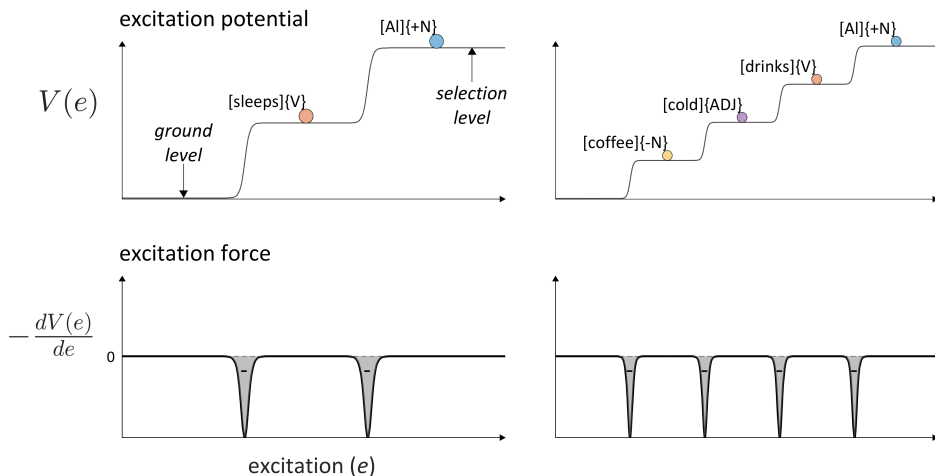 excitation potential
[Al]{+N}
[Al]{+N}
[drinks]{V}
V(e)
[sleeps]{V}
selection
level
[cold]{ADJ}
ground
level
[coffee]{-N}
excitation force
− dV(e)
de
0
-
-
-
-
-
-
excitation (e)